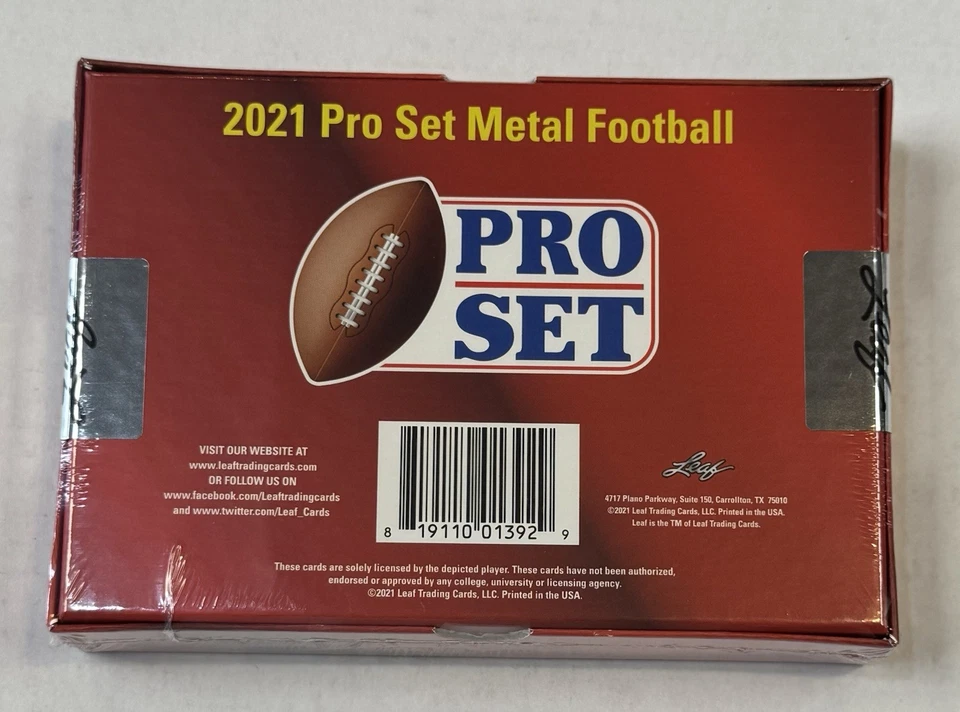 2021 Pro Set Metal Football
PRO
SET
VISIT OUR WEBSITE AT
www.leaftradingcards.com
OR FOLLOW US ON
www.facebook.com/Leaftradingcards
and www.twitter.com/Leaf_Cards
8 19110 01392 9
Leaf
4717 Plano Parkway, Suite 150, Carrollton, TX 75010
©2021 Leaf Trading Cards, LLC. Printed in the USA.
Leaf is the TM of Leaf Trading Cards.
These cards are solely licensed by the depicted player. These cards have not been authorized,
endorsed or approved by any college, university or licensing agency.
©2021 Leaf Trading Cards, LLC. Printed in the USA.
Leaf